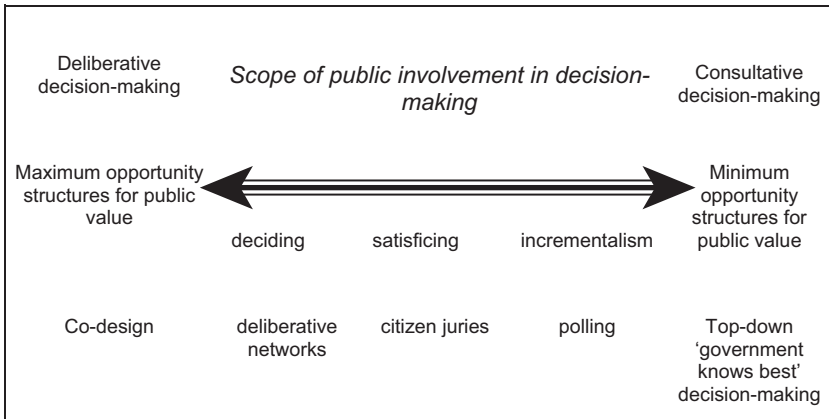 Deliberative
decision-making
Scope of public involvement in decision-
making
Consultative
decision-making
Maximum opportunity
structures for public
value
Minimum
opportunity
structures for
public value
deciding
satisficing
incrementalism
Co-design
deliberative
networks
citizen juries
polling
Top-down
‘government
knows best’
decision-making